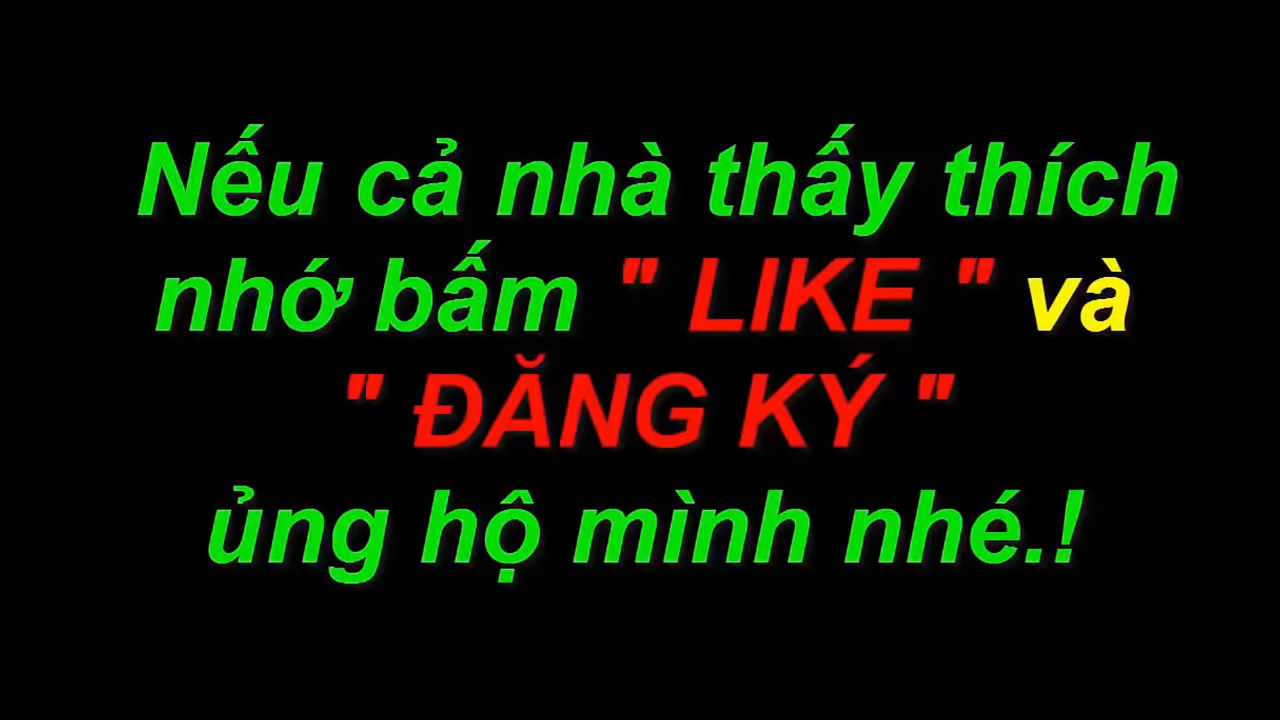 Nếu cả nhà thấy thích
nhớ bấm " LIKE " và
" ĐĂNG KÝ "
ủng hộ mình nhé.!